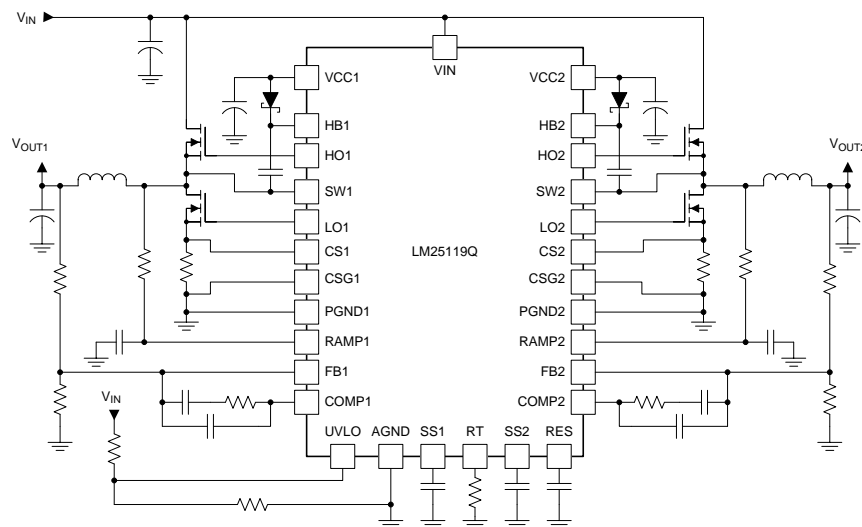 VIN
VIN
VCC1
VCC2
HB1
HB2
HO1
HO2
VOUT1
VOUT2
SW1
SW2
LO1
LO2
CS1
LM25119Q
CS2
CSG1
CSG2
PGND1
PGND2
RAMP1
RAMP2
FB1
FB2
VIN
COMP1
COMP2
UVLO AGND SS1 RT SS2 RES